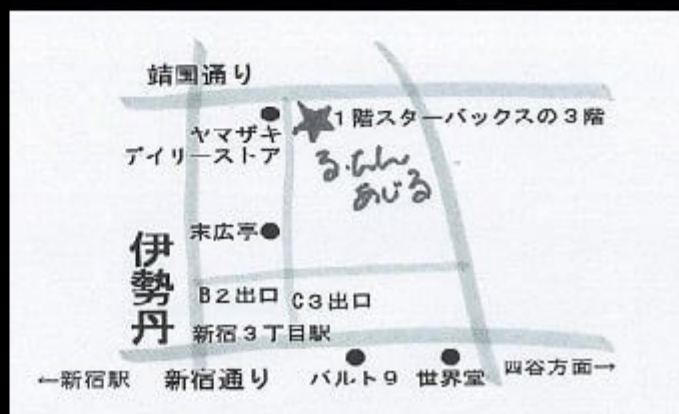 靖国通り
1階スターバックスの3階
ヤマザキ
デイリーストア
る・たん
あじる
末広亭
伊勢丹
B2出口
C3出口
新宿3丁目駅
←新宿駅
新宿通り
バルト9
世界堂
四谷方面→